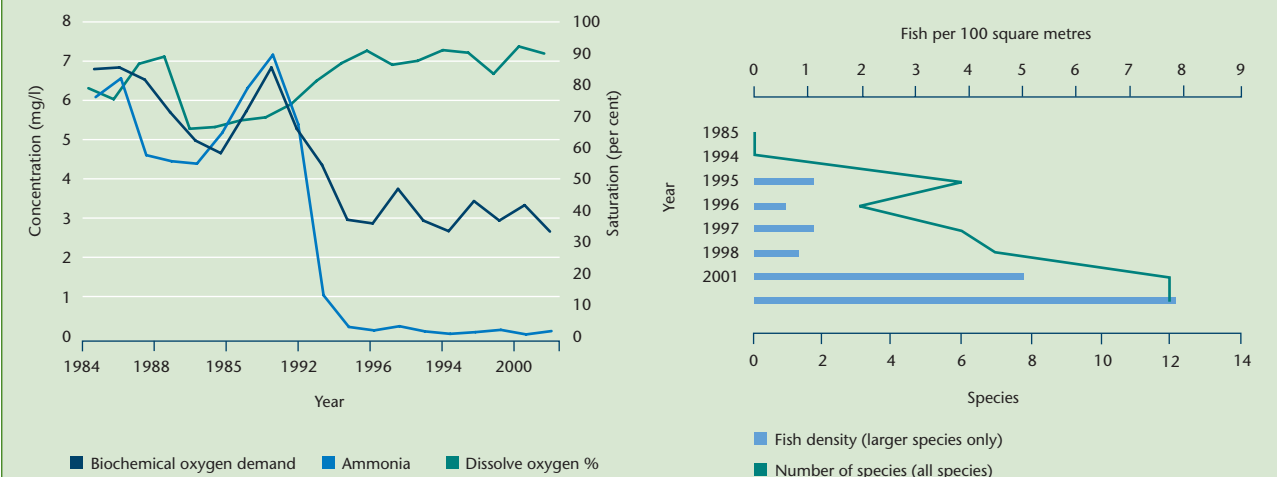 8
7
6
5
4
3
2
1
0
Concentration (mg/l)
100
90
80
70
60
50
40
30
20
10
0
Saturation (per cent)
1984 1988 1985 1992 1996 1994 2000
Year
Biochemical oxygen demand Ammonia Dissolve oxygen %
Fish per 100 square metres
0 1 2 3 4 5 6 7 8 9
Year
1985
1994
1995
1996
1997
1998
2001
0 2 4 6 8 10 12 14
Species
Fish density (larger species only)
Number of species (all species)